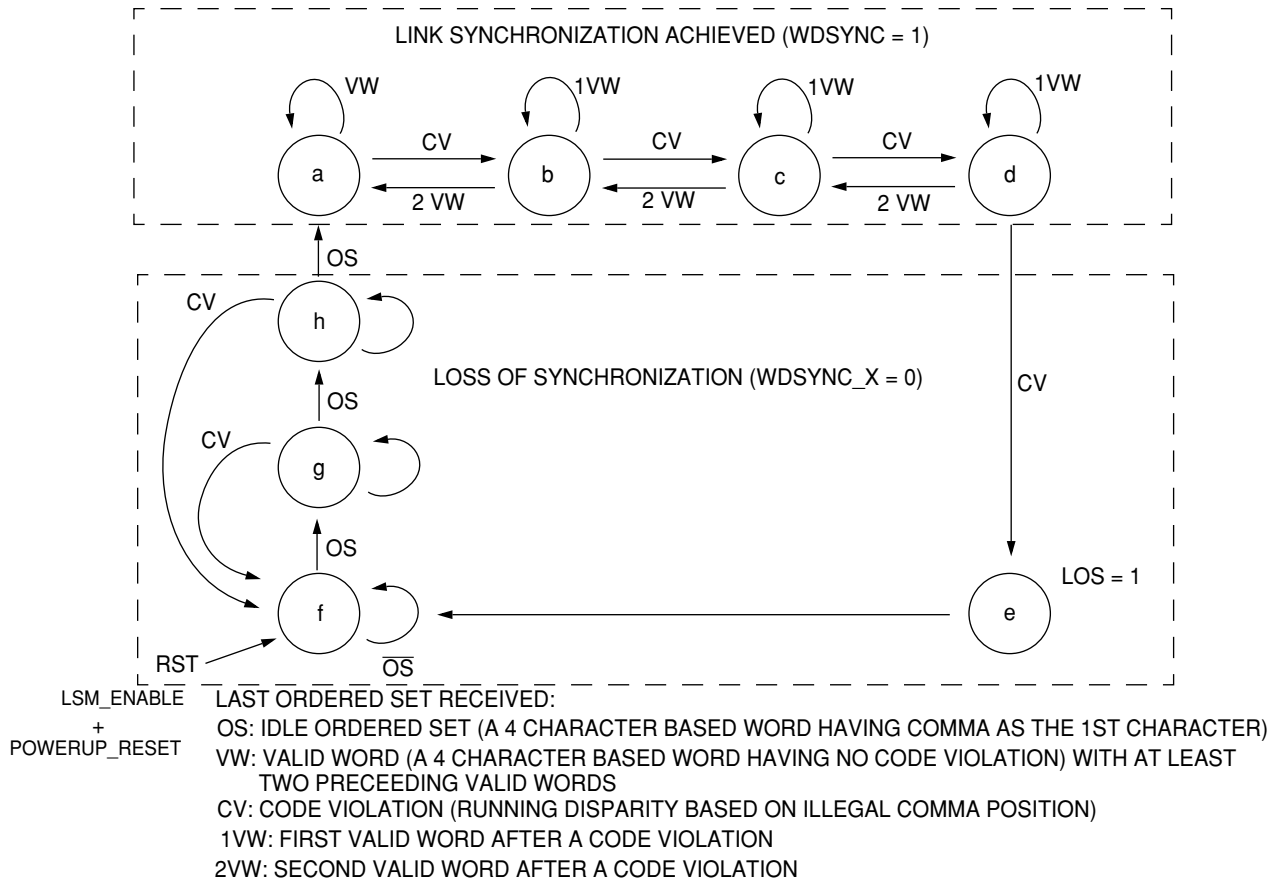 LINK SYNCHRONIZATION ACHIEVED (WDSYNC = 1)
VW
1VW
1VW
1VW
CV
CV
CV
a
b
c
d
2 VW
2 VW
2 VW
OS
CV
h
LOSS OF SYNCHRONIZATION (WDSYNC_X = 0)
CV
OS
CV
g
OS
LOS = 1
f
e
RST
OS
LSM_ENABLE
+
POWERUP_RESET
LAST ORDERED SET RECEIVED:
OS: IDLE ORDERED SET (A 4 CHARACTER BASED WORD HAVING COMMA AS THE 1ST CHARACTER)
VW: VALID WORD (A 4 CHARACTER BASED WORD HAVING NO CODE VIOLATION) WITH AT LEAST
TWO PRECEEDING VALID WORDS
CV: CODE VIOLATION (RUNNING DISPARITY BASED ON ILLEGAL COMMA POSITION)
1VW: FIRST VALID WORD AFTER A CODE VIOLATION
2VW: SECOND VALID WORD AFTER A CODE VIOLATION